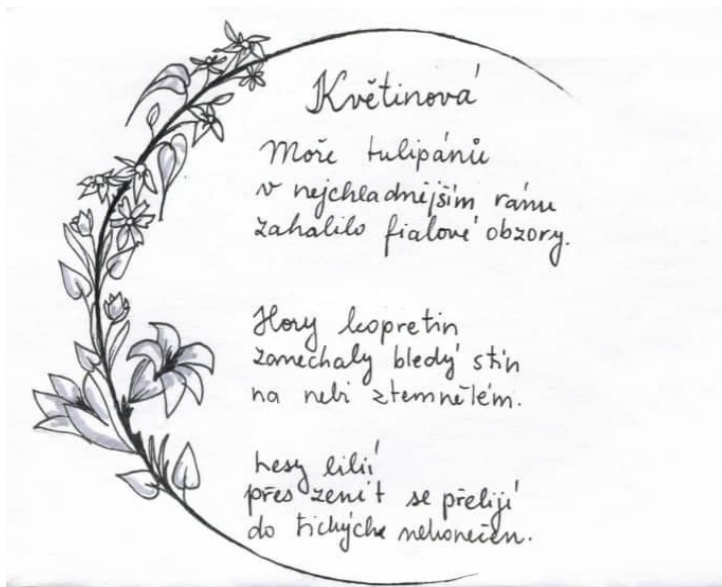 Květinová
Moře tulipánů
v nejchladnějším ránu
zahalilo fialové obzory.
Hory kopretin
zanechaly bledý stín
na nebi ztemnělém.
Lesy lilií
přes zenit se přelijí
do tichých nekonečen.